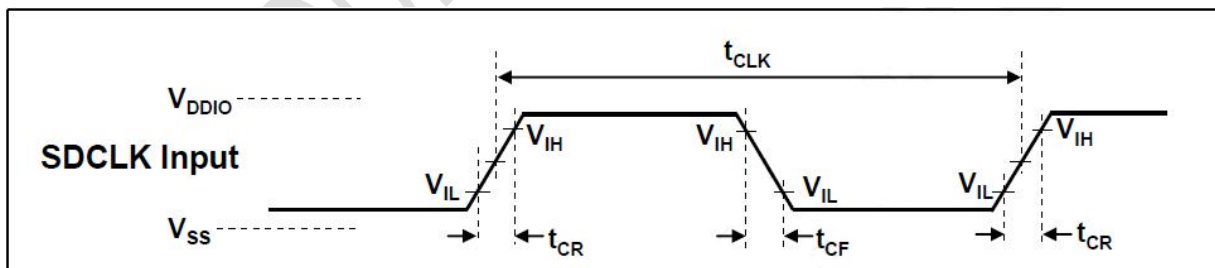 tCLK
VDDIO
SDCLK Input
VIH
VIH
VIH
VIL
VIL
VIL
VSS
tCR
tCF
tCR